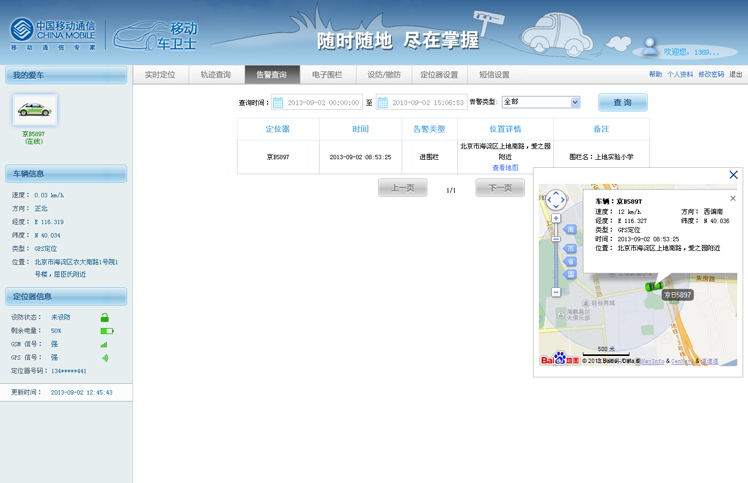 中国移动通信
CHINA MOBILE
移 动 通 信 专 家
移动
车卫士
随时随地 尽在掌握
欢迎您，1369...
我的爱车
京B5897
(在线)
车辆信息
速度： 0.03 km/h
方向： 正北
经度： E 116.319
纬度： N 40.034
类型： GPS定位
位置： 北京市海淀区农大南路1号院1
号楼，屈臣氏附近
定位器信息
设防状态： 未设防
剩余电量： 50%
GSM 信号： 强
GPS 信号： 强
定位器号码：134*****441
更新时间： 2013-09-02 12:45:43
实时定位 轨迹查询 告警查询 电子围栏 设防/撤防 定位器设置 短信设置
帮助 个人资料 修改密码 退出
查询时间： 2013-09-02 00:00:00 至 2013-09-02 15:06:53 告警类型： 全部 查 询
定位器 时间 告警类型 位置详情 备注
京B5897 2013-09-02 08:53:25 进围栏 北京市海淀区上地南路，爱之园
附近 围栏名：上地实验小学
查看地图
上一页 1/1 下一页
车辆：京B5897
速度： 12 km/h 方向： 西偏南
经度： E 116.327 纬度： N 40.036
类型： GPS定位
时间： 2013-09-02 08:53:25
位置： 北京市海淀区上地南路，爱之园附近
街
市
省
国
京B5897
500 米
Bai 地图